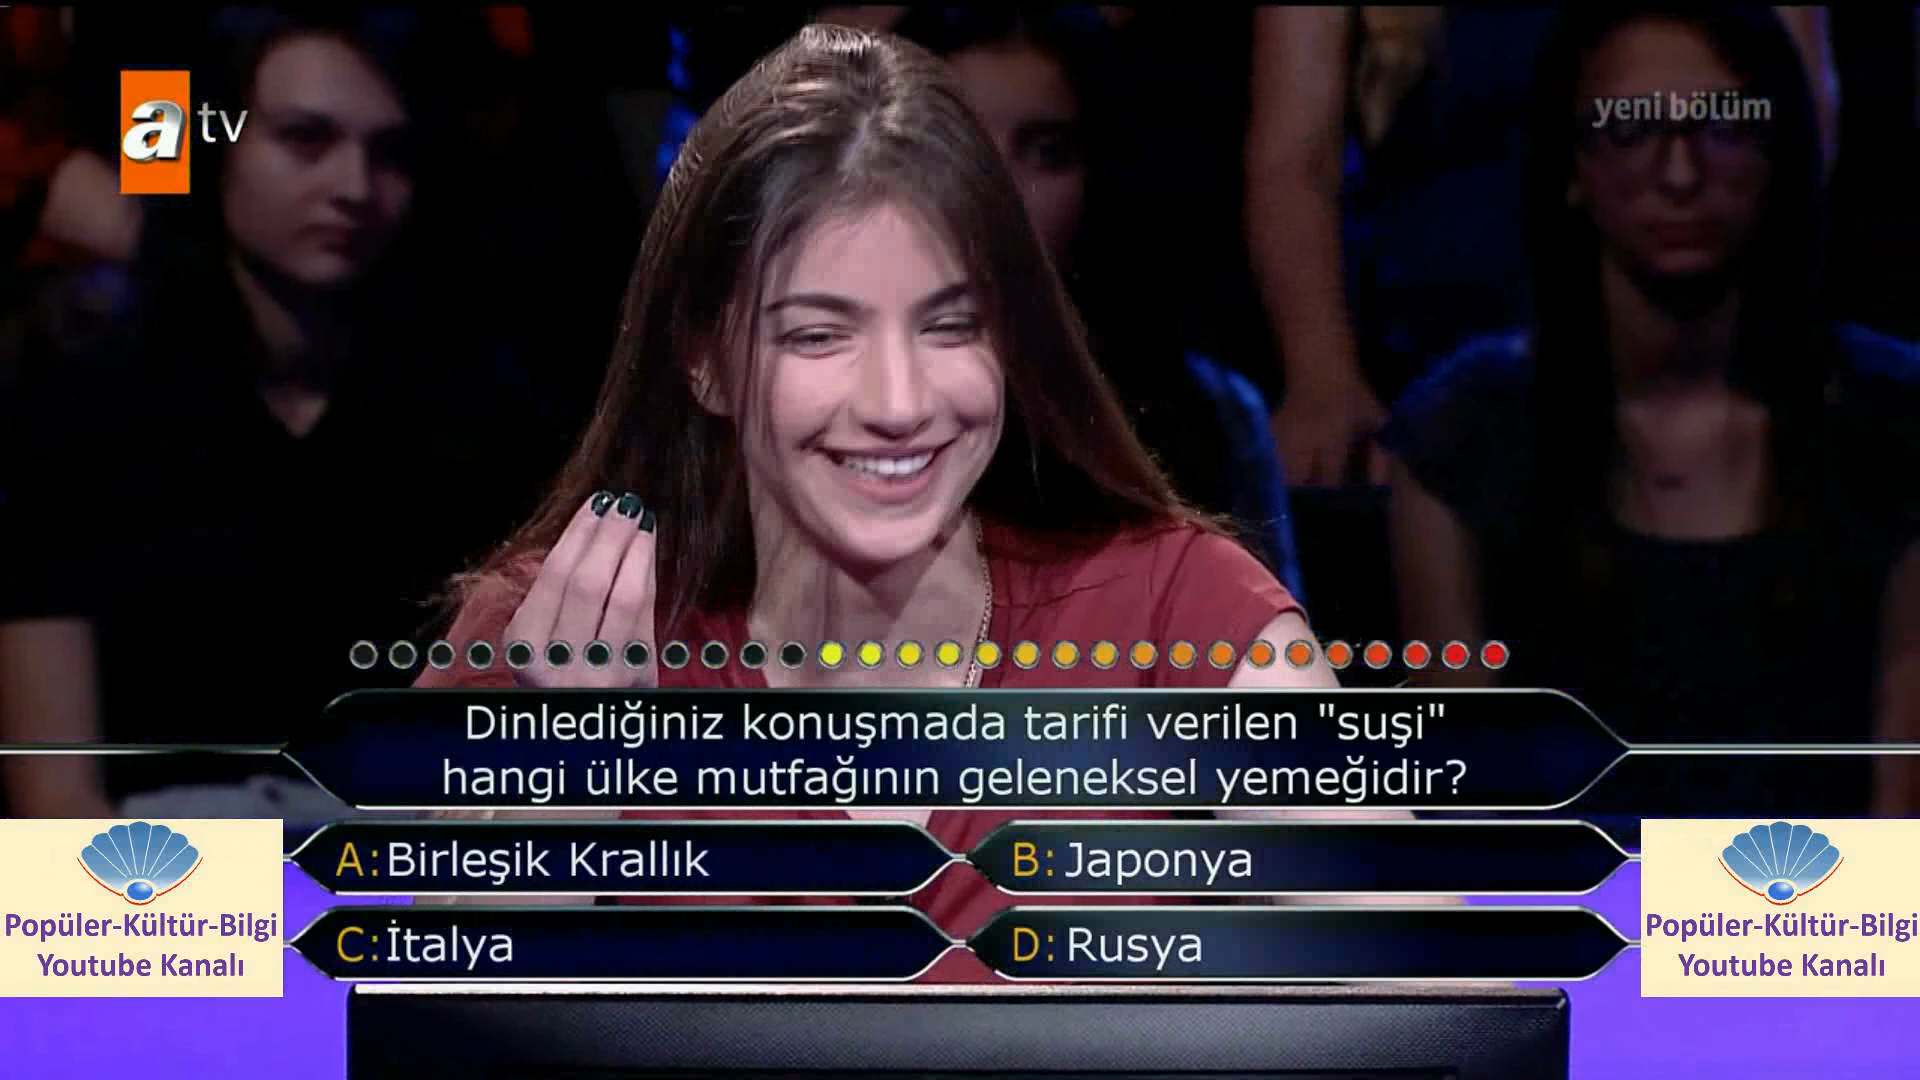 a tv
yeni bölüm
Dinlediğiniz konuşmada tarifi verilen "suşi"
hangi ülke mutfağının geleneksel yemeğidir?
A: Birleşik Krallık
B: Japonya
C: İtalya
D: Rusya
Popüler-Kültür-Bilgi
Youtube Kanalı
Popüler-Kültür-Bilgi
Youtube Kanalı